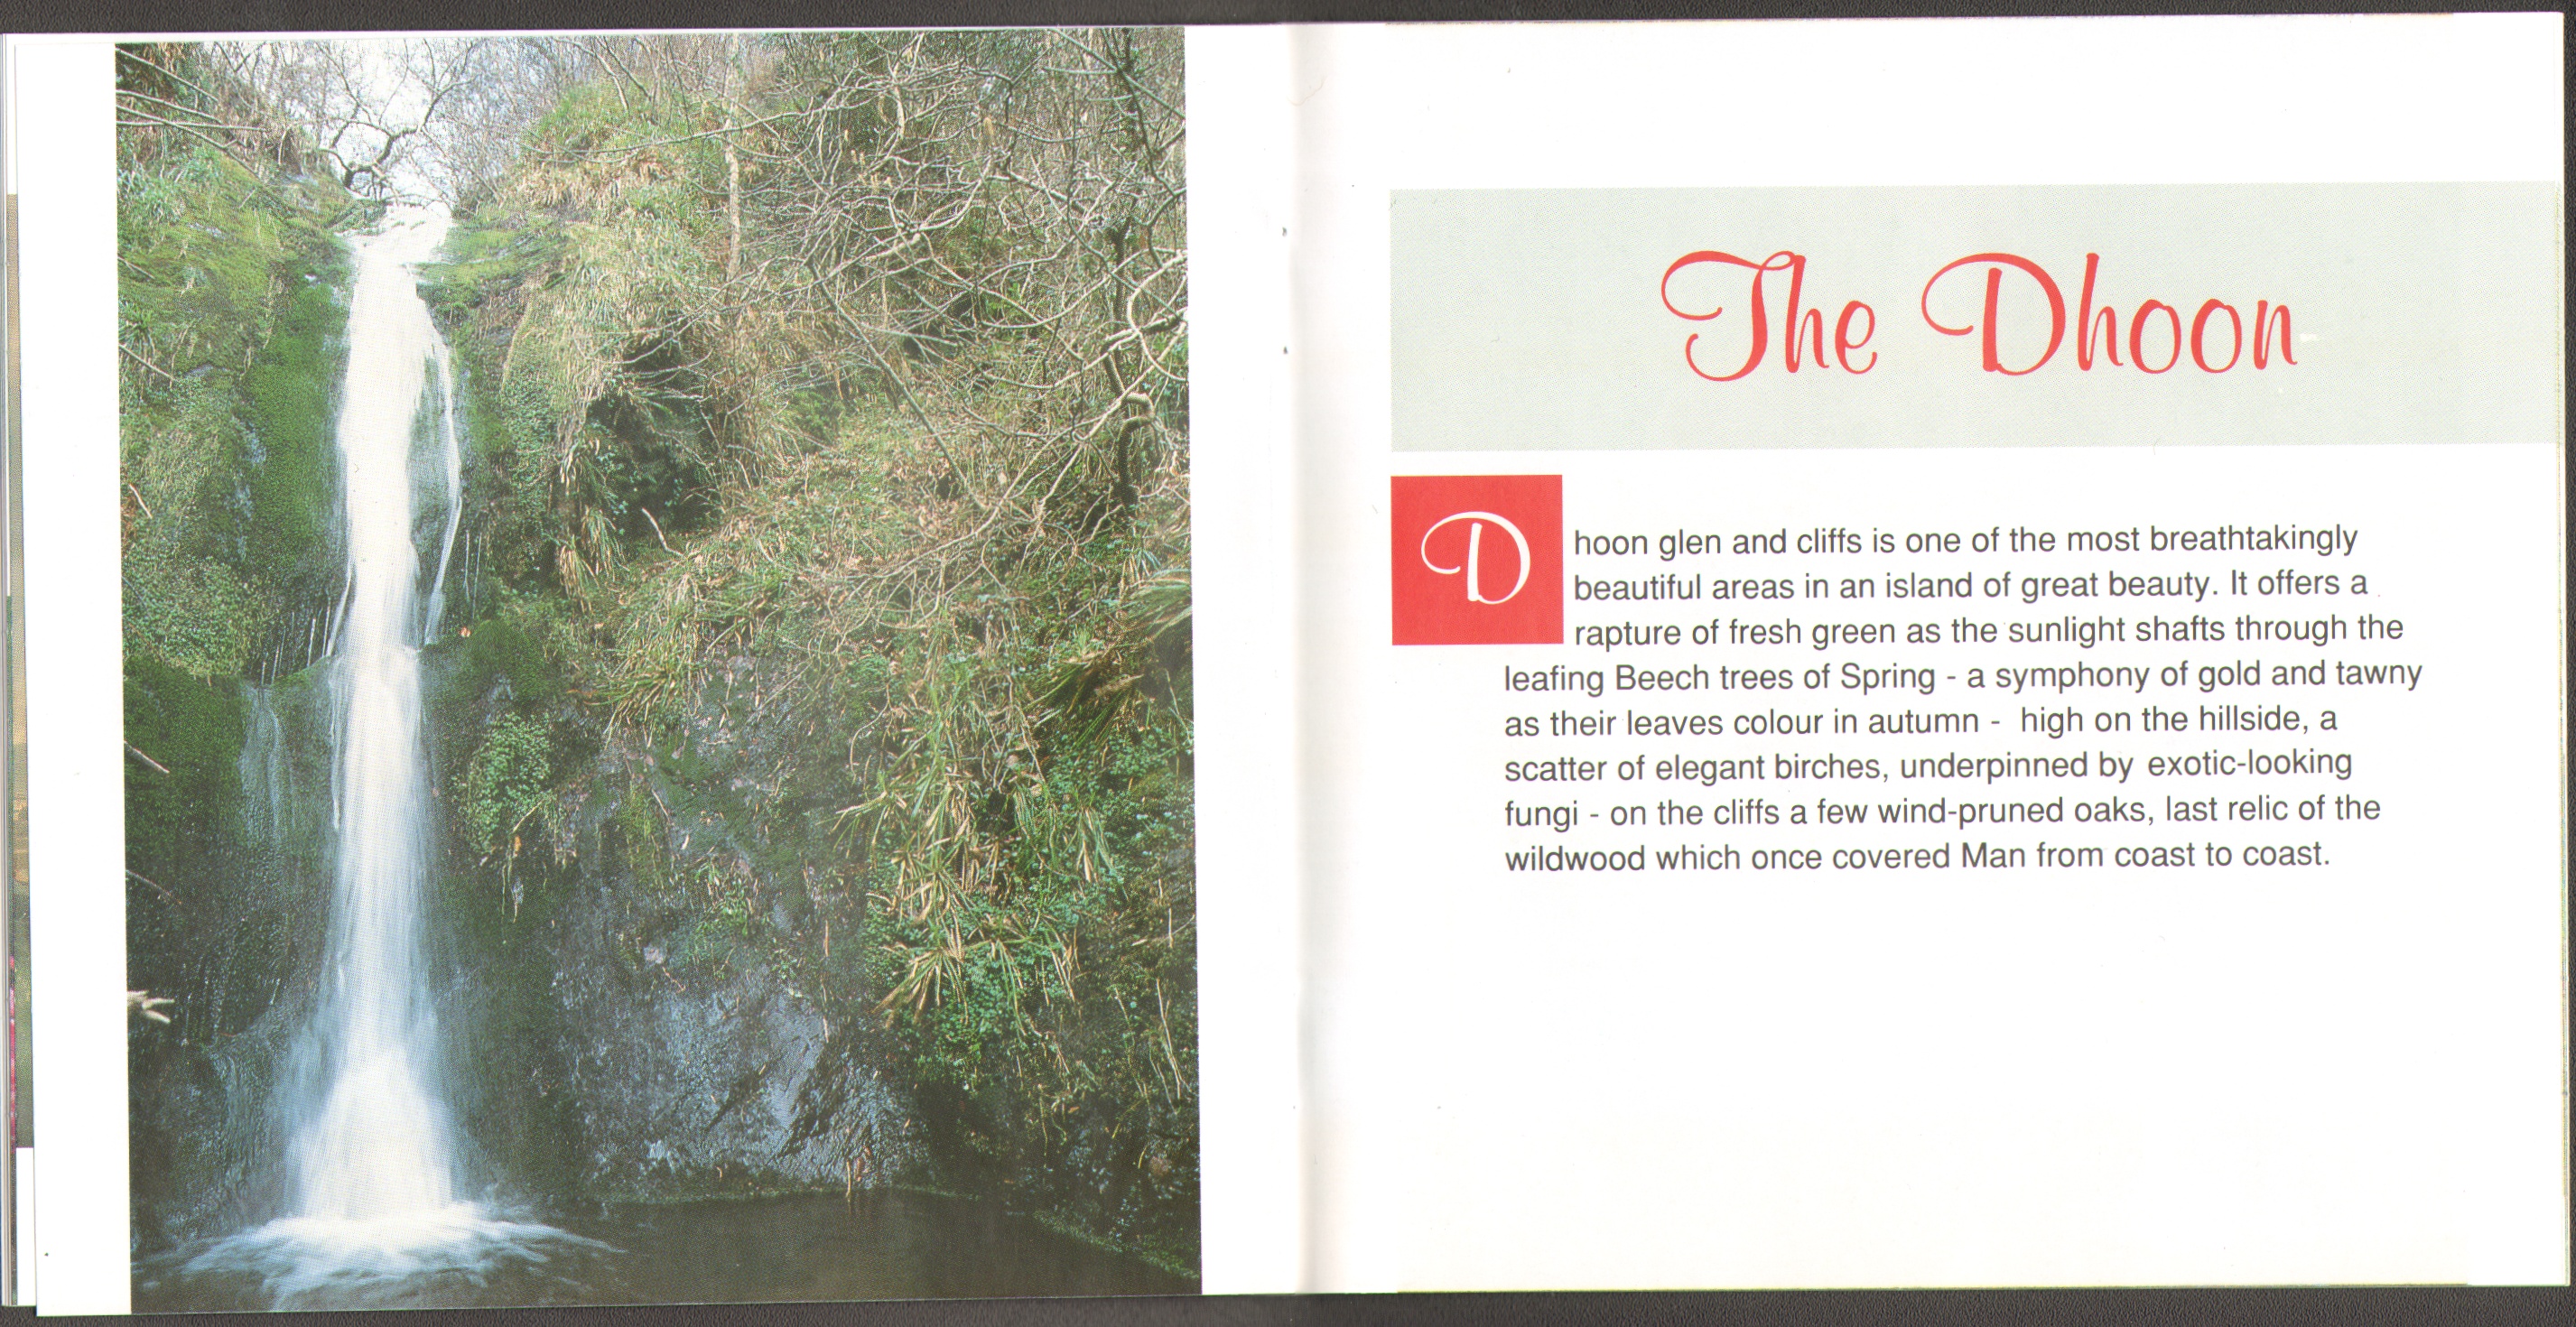 The Dhoon
Dhoon glen and cliffs is one of the most breathtakingly
beautiful areas in an island of great beauty. It offers a
rapture of fresh green as the sunlight shafts through the
leafing Beech trees of Spring - a symphony of gold and tawny
as their leaves colour in autumn - high on the hillside, a
scatter of elegant birches, underpinned by exotic-looking
fungi - on the cliffs a few wind-pruned oaks, last relic of the
wildwood which once covered Man from coast to coast.